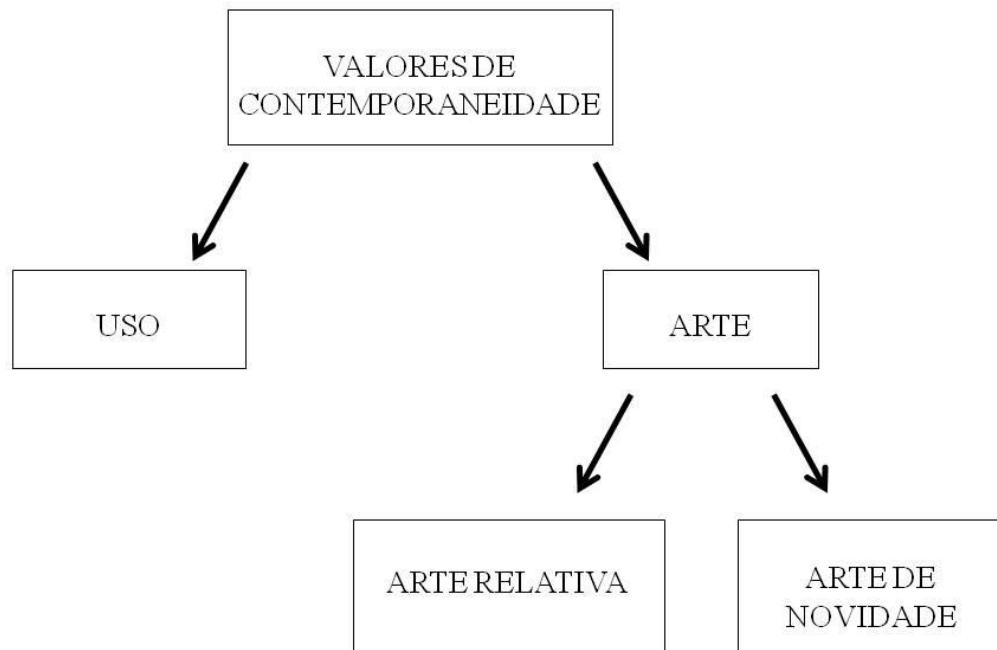 VALORES DE
CONTEMPORANEIDADE
USO
ARTE
ARTE RELATIVA
ARTE DE
NOVIDADE